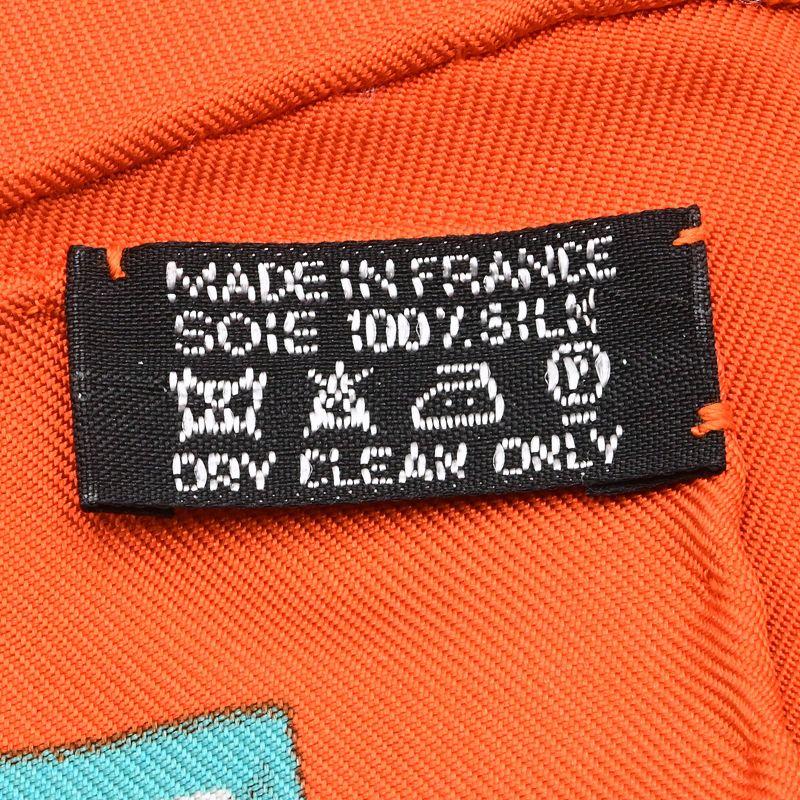 MADE IN FRANCE
SOIE 100% SILK
P
DRY CLEAN ONLY